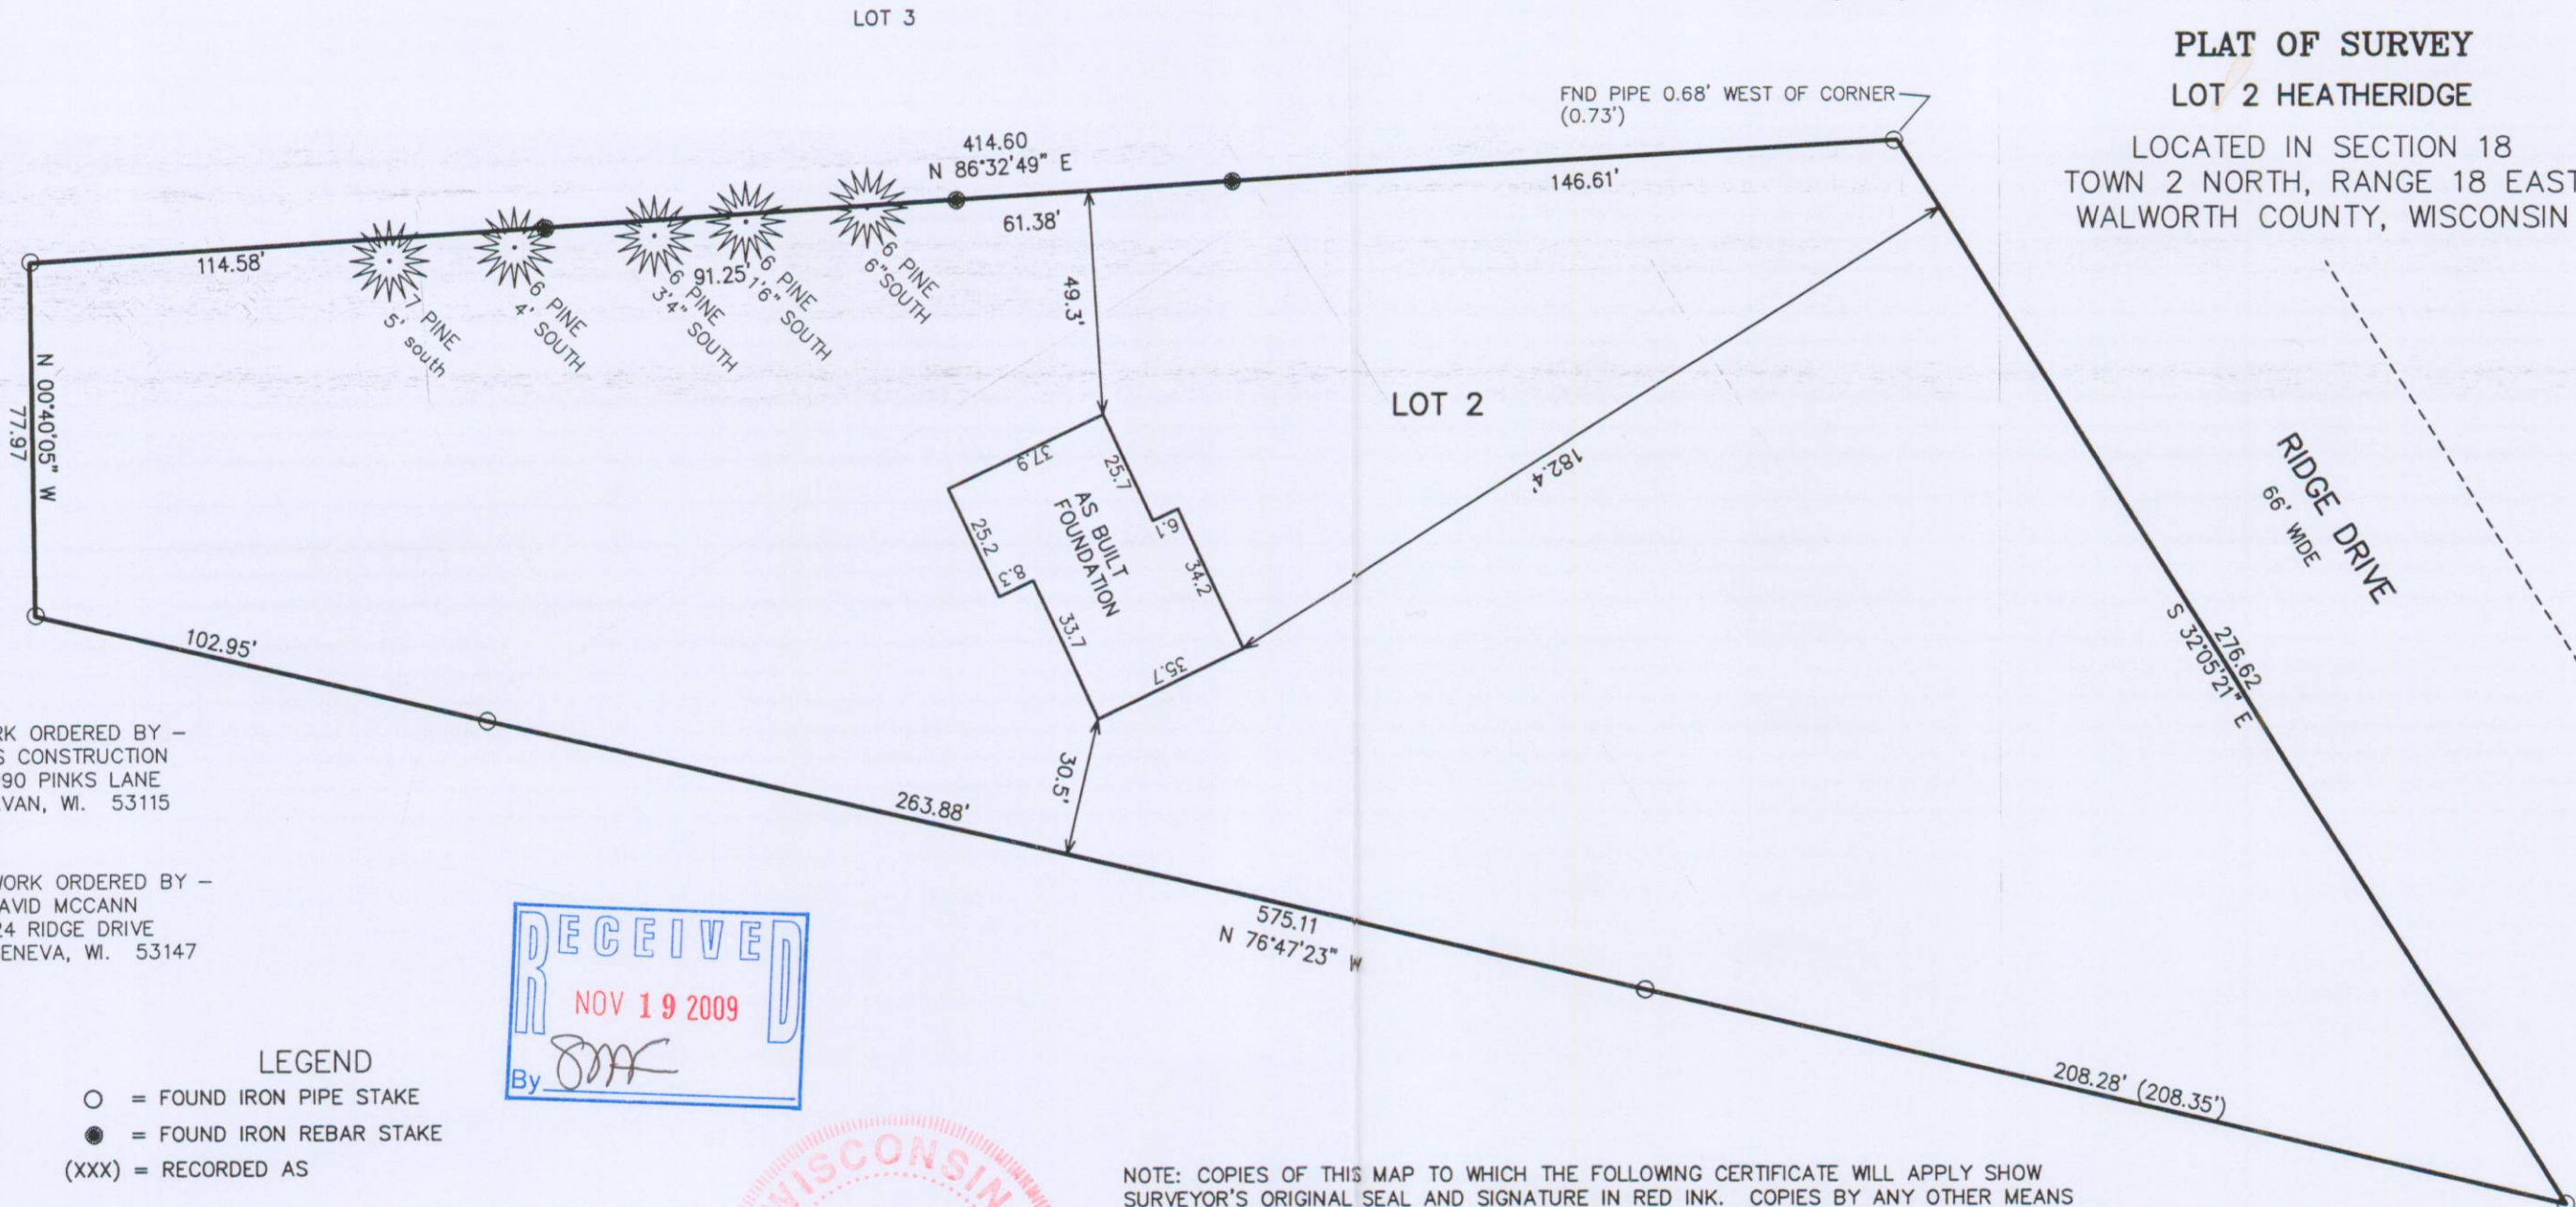 LOT 3
PLAT OF SURVEY
LOT 2 HEATHERIDGE
LOCATED IN SECTION 18
TOWN 2 NORTH, RANGE 18 EAST
WALWORTH COUNTY, WISCONSIN
FND PIPE 0.68' WEST OF CORNER
(0.73')
414.60
N 86°32'49" E
146.61'
61.38'
114.58'
91.25
7 PINE
5' south
6 PINE
4' SOUTH
6 PINE
3'4" SOUTH
6 PINE
1'6" SOUTH
6 PINE
6"SOUTH
49.3'
N 00°40'05" W
77.97
LOT 2
182.4'
RIDGE DRIVE
66' WIDE
276.62
S 32°05'21" E
37.9
25.7
.9
34.2
AS BUILT
FOUNDATION
25.2
8.3
33.7
35.7
30.5'
102.95'
263.88'
575.11
N 76°47'23" W
208.28' (208.35')
RK ORDERED BY –
S CONSTRUCTION
90 PINKS LANE
VAN, WI. 53115
WORK ORDERED BY –
AVID MCCANN
24 RIDGE DRIVE
ENEVA, WI. 53147
RECEIVED
NOV 19 2009
By
LEGEND
○ = FOUND IRON PIPE STAKE
● = FOUND IRON REBAR STAKE
(XXX) = RECORDED AS
WISCONSIN
NOTE: COPIES OF THIS MAP TO WHICH THE FOLLOWING CERTIFICATE WILL APPLY SHOW
SURVEYOR'S ORIGINAL SEAL AND SIGNATURE IN RED INK. COPIES BY ANY OTHER MEANS